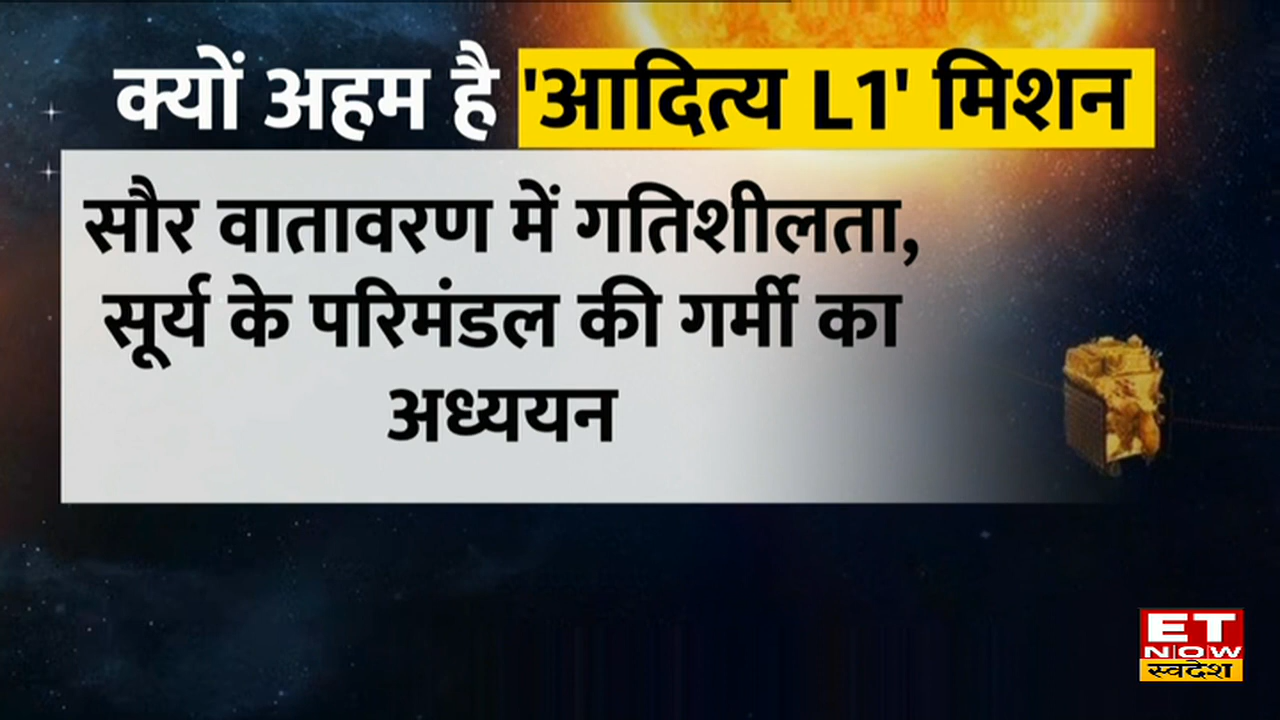 क्यों अहम है 'आदित्य L1' मिशन
सौर वातावरण में गतिशीलता,
सूर्य के परिमंडल की गर्मी का
अध्ययन
ET
NOW
स्वदेश